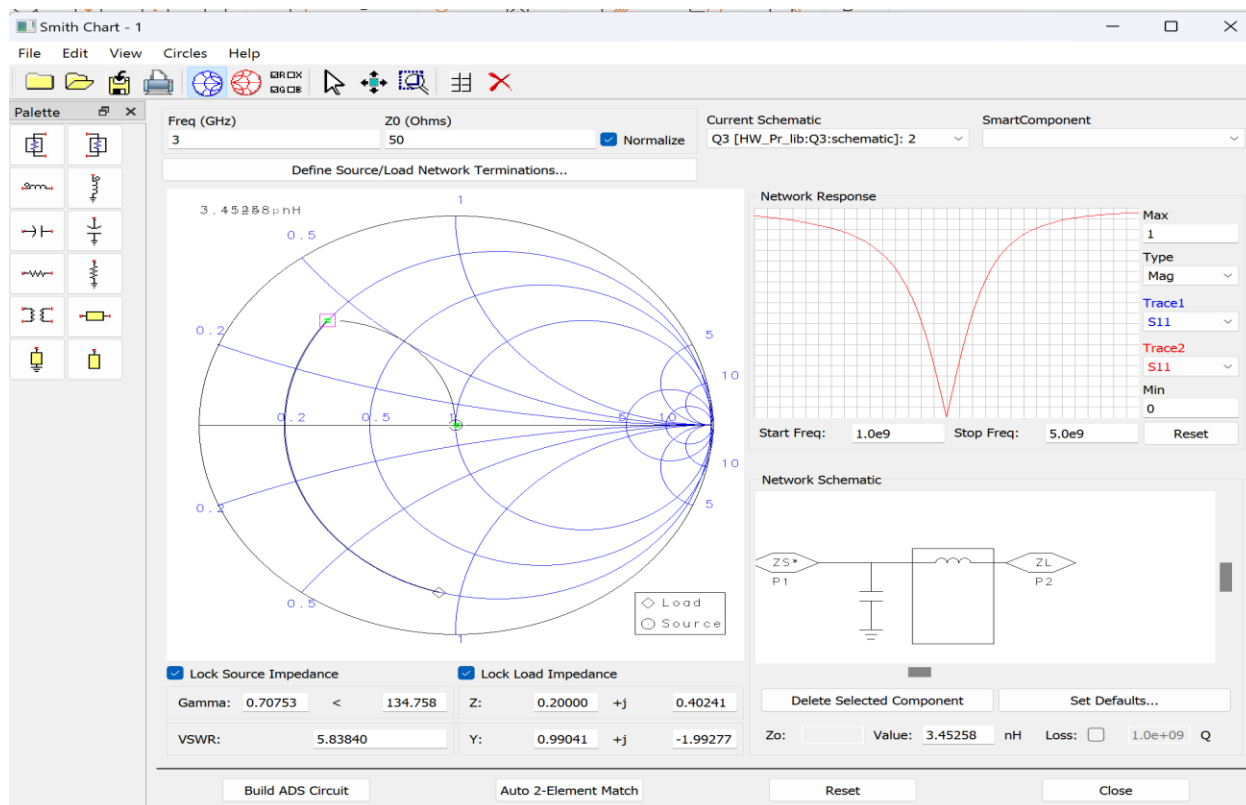 Smith Chart - 1
File Edit View Circles Help
Palette
Freq (GHz) Z0 (Ohms)
3 50 Normalize
Current Schematic SmartComponent
Q3 [HW_Pr_lib:Q3:schematic]: 2
Define Source/Load Network Terminations...
1
0.5
0.2
5
10
0.2 0.5 1 5 10
10
0.2
5
0.5
1
Load
Source
Network Response
Max
1
Type
Mag
Trace1
S11
Trace2
S11
Min
0
Start Freq: 1.0e9 Stop Freq: 5.0e9 Reset
Network Schematic
ZS*
P1
ZL
P2
Lock Source Impedance Lock Load Impedance
Gamma: 0.70753 < 134.758 Z: 0.20000 +j 0.40241
VSWR: 5.83840 Y: 0.99041 +j -1.99277
Delete Selected Component Set Defaults...
Zo: Value: 3.45258 nH Loss: 1.0e+09 Q
Build ADS Circuit Auto 2-Element Match Reset Close